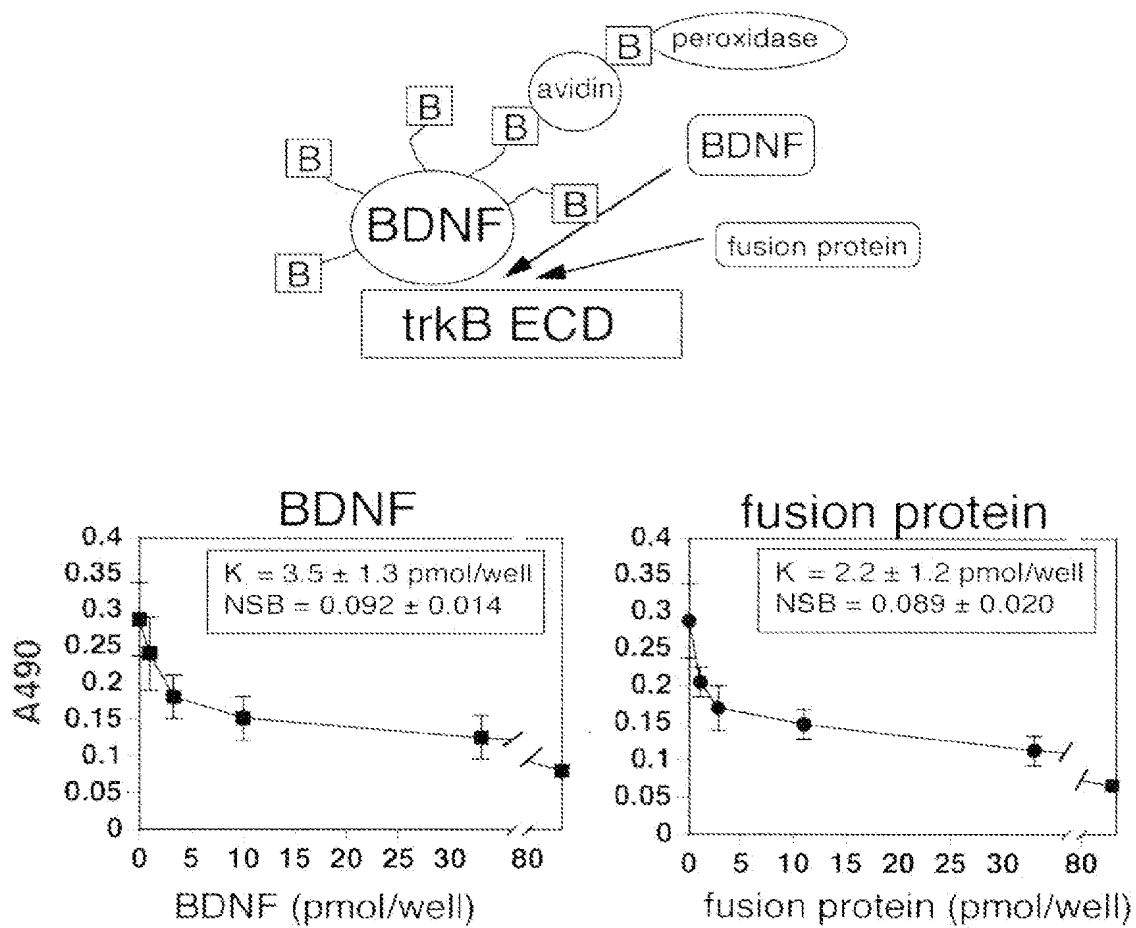 B peroxidase
avidin
B
B
B
BDNF
B
BDNF
B
fusion protein
B
trkB ECD
BDNF
0.4
0.35
0.3
0.25
0.2
0.15
0.1
0.05
0
A490
K = 3.5 ± 1.3 pmol/well
NSB = 0.092 ± 0.014
0 5 10 15 20 25 30 80
BDNF (pmol/well)
fusion protein
0.4
0.35
0.3
0.25
0.2
0.15
0.1
0.05
0
K = 2.2 ± 1.2 pmol/well
NSB = 0.089 ± 0.020
0 5 10 15 20 25 30 80
fusion protein (pmol/well)